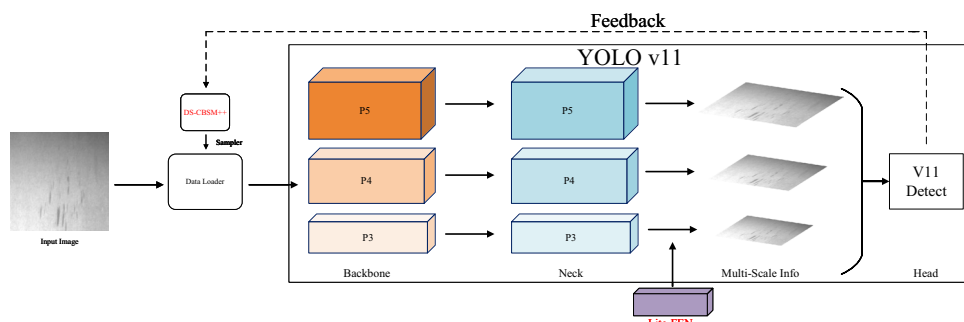 Feedback
YOLO v11
DS-CBSM++
Sampler
Data Loader
Input Image
P5
P5
P4
P4
P3
P3
V11
Detect
Backbone
Neck
Multi-Scale Info
Head